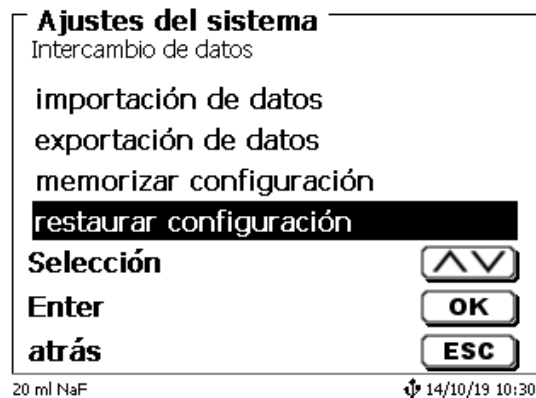 Ajustes del sistema
Intercambio de datos
importación de datos
exportación de datos
memorizar configuración
restaurar configuración
Selección
Enter OK
atrás ESC
20 ml NaF 14/10/19 10:30